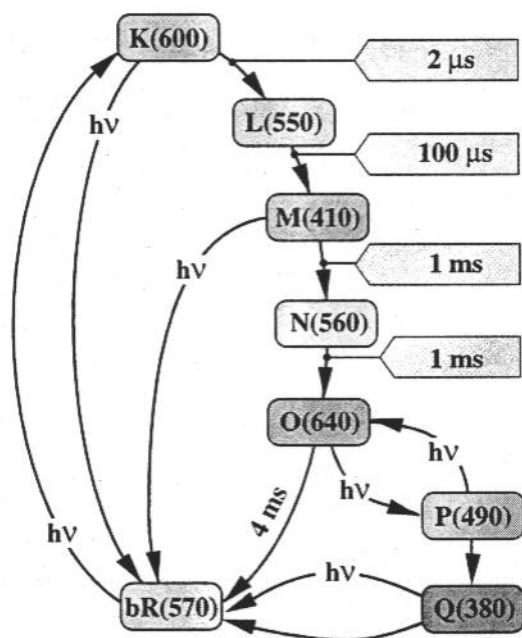 K(600)
2 μs
hν
L(550)
100 μs
M(410)
hν
1 ms
N(560)
1 ms
O(640)
hν
hν
4 ms
P(490)
hν
hν
bR(570)
Q(380)